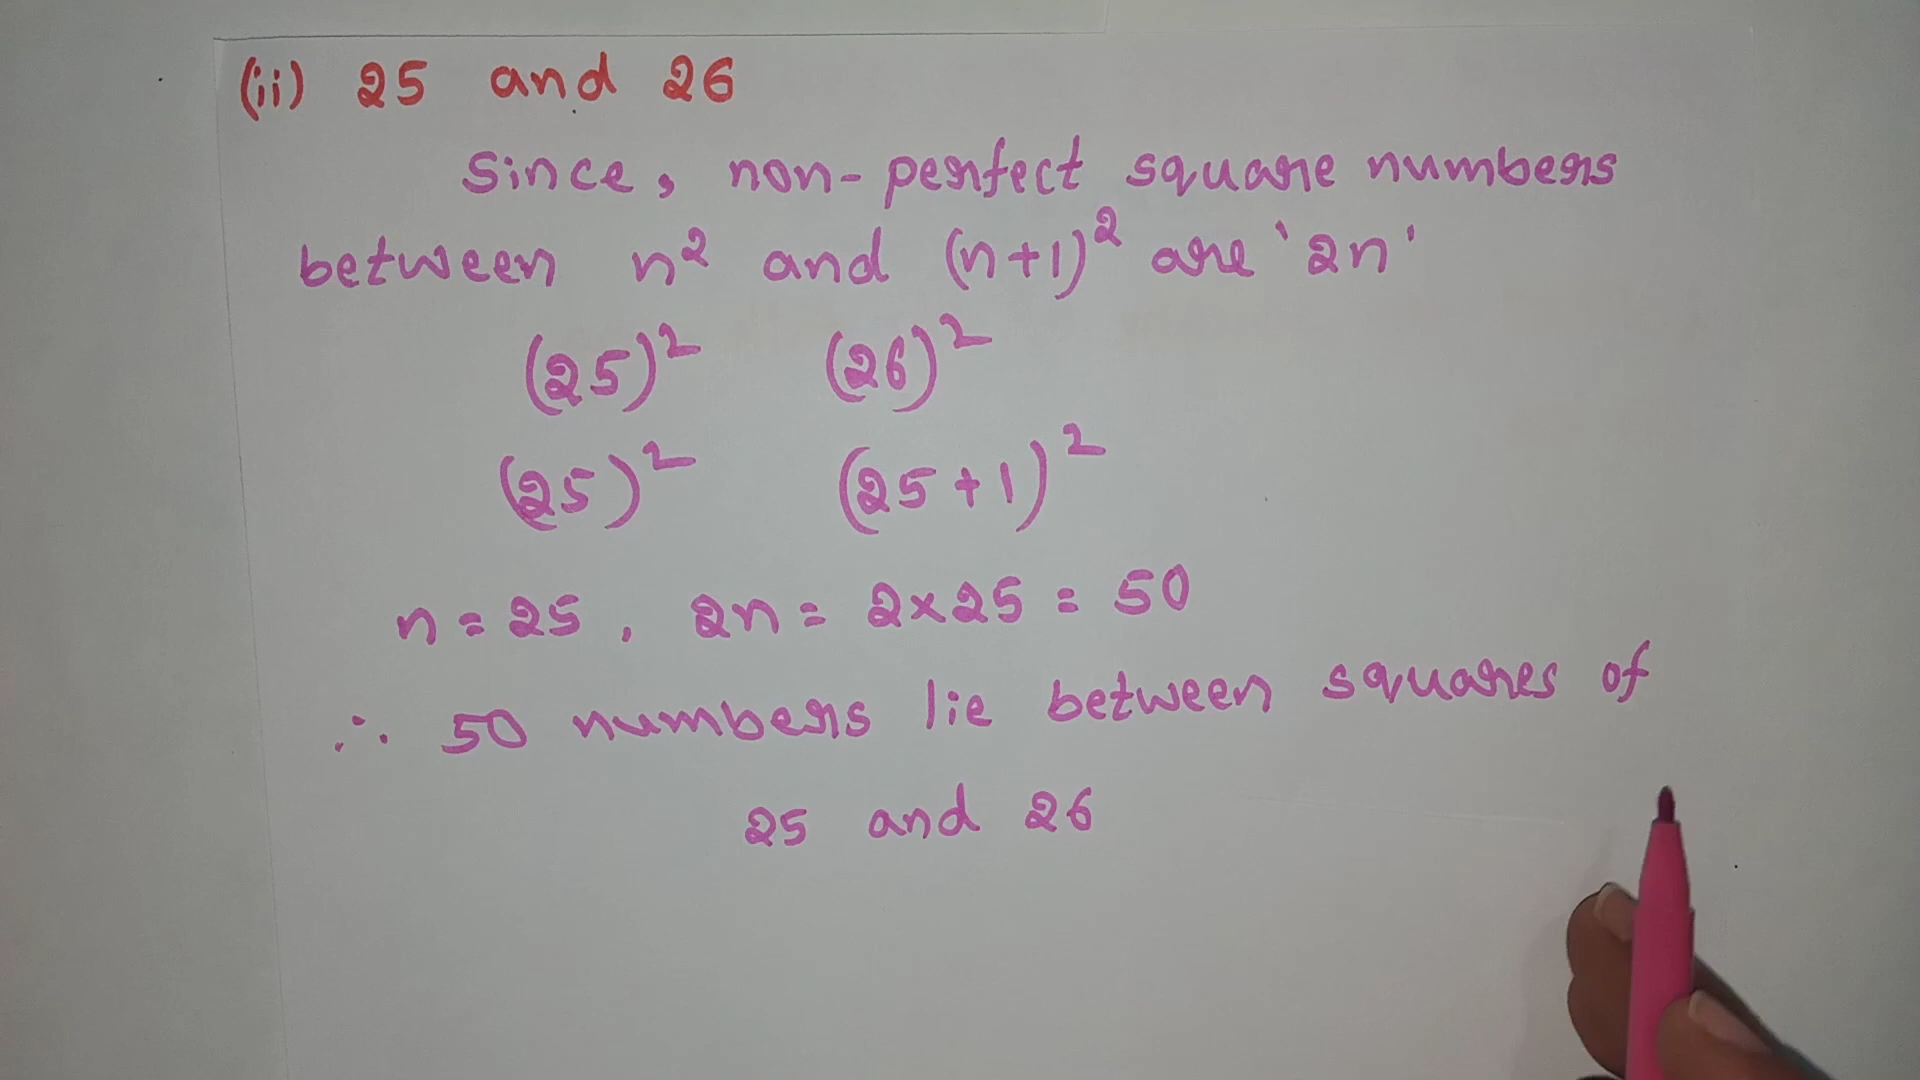 (ii) 25 and 26
Since, non-perfect square numbers
between n² and (n+1)² are '2n'
(25)² (26)²
(25)² (25+1)²
n = 25, 2n = 2×25 = 50
∴ 50 numbers lie between squares of
25 and 26